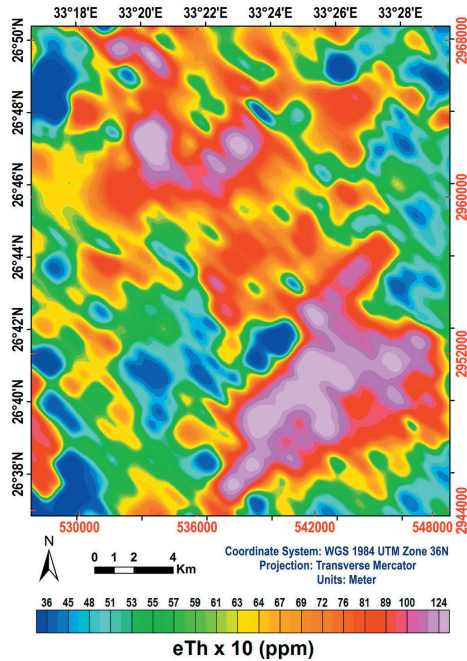 33°18'E 33°20'E 33°22'E 33°24'E 33°26'E 33°28'E
26°50'N 2968000
26°48'N
26°46'N 2960000
26°44'N
26°42'N 2952000
26°40'N
26°38'N 2944000
530000 536000 542000 548000
N
0 1 2 4
Km
Coordinate System: WGS 1984 UTM Zone 36N
Projection: Transverse Mercator
Units: Meter
36 45 48 51 53 55 57 59 61 63 64 67 69 72 76 81 89 100 124
eTh x 10 (ppm)